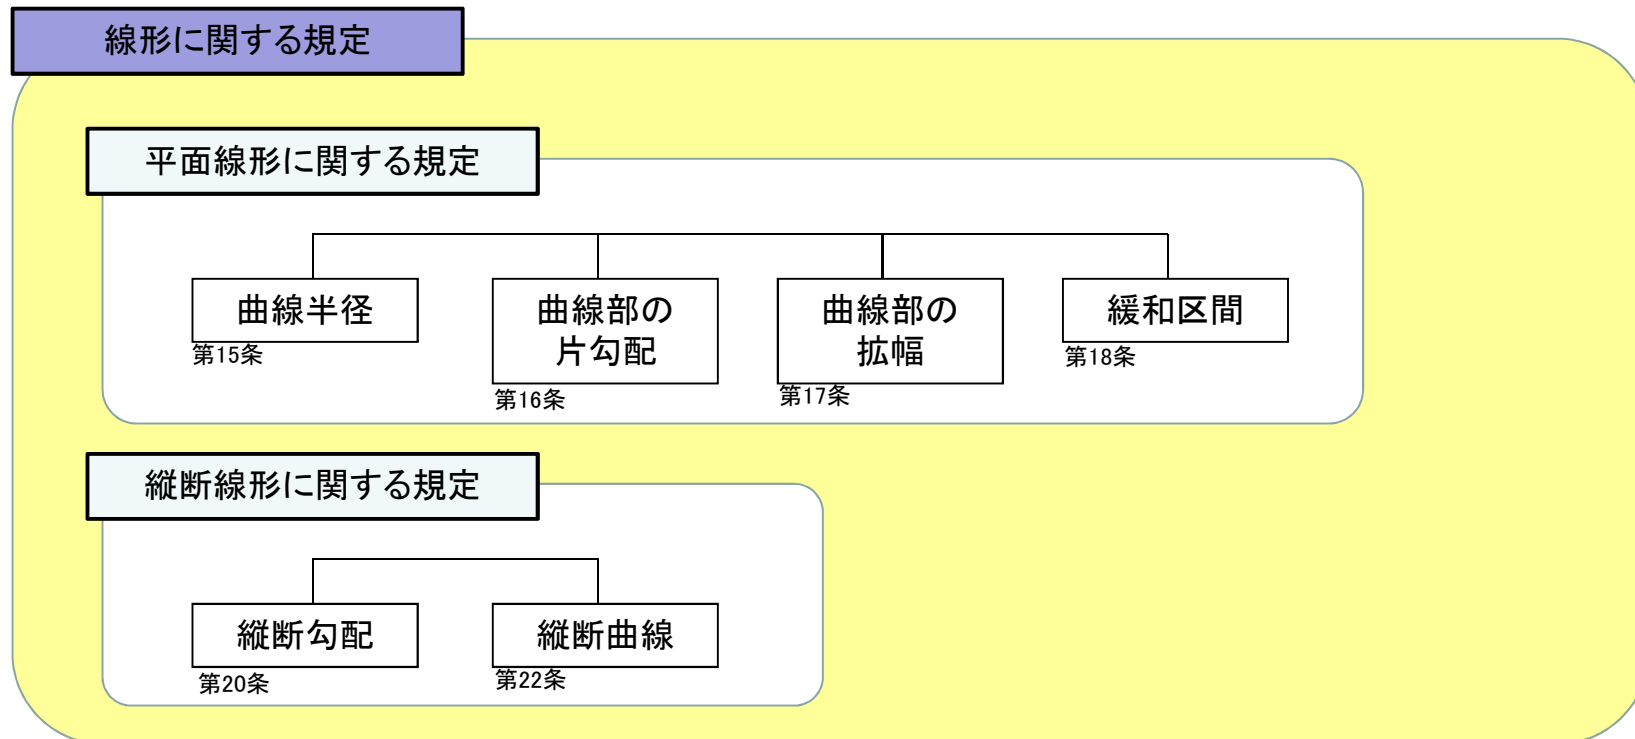 線形に関する規定
平面線形に関する規定
曲線半径
第15条
曲線部の
片勾配
第16条
曲線部の
拡幅
第17条
緩和区間
第18条
縦断線形に関する規定
縦断勾配
第20条
縦断曲線
第22条